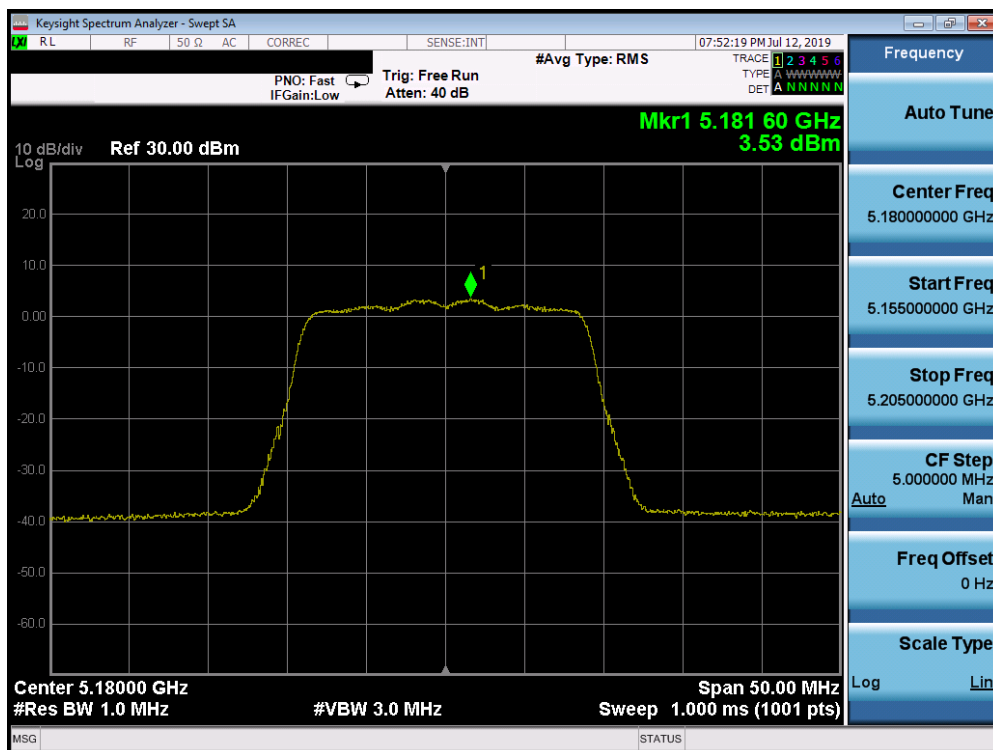 Keysight Spectrum Analyzer - Swept SA
LXI RL RF 50 Ω AC CORREC SENSE:INT 07:52:19 PM Jul 12, 2019
#Avg Type: RMS
TRACE 1 2 3 4 5 6
PNO: Fast Trig: Free Run TYPE A WWWWW
IFGain:Low Atten: 40 dB DET A N N N N N
Mkr1 5.181 60 GHz
3.53 dBm
10 dB/div Ref 30.00 dBm
Log
20.0
10.0
1
0.00
-10.0
-20.0
-30.0
-40.0
-50.0
-60.0
Center 5.18000 GHz Span 50.00 MHz
#Res BW 1.0 MHz #VBW 3.0 MHz Sweep 1.000 ms (1001 pts)
MSG STATUS
Frequency
Auto Tune
Center Freq
5.180000000 GHz
Start Freq
5.155000000 GHz
Stop Freq
5.205000000 GHz
CF Step
5.000000 MHz
Auto Man
Freq Offset
0 Hz
Scale Type
Log Lin